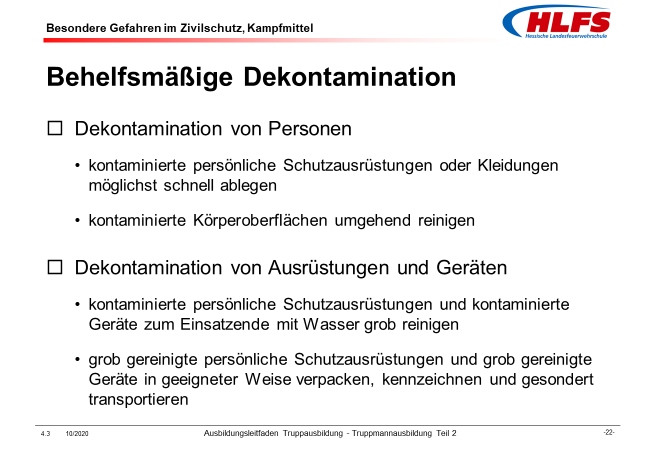 Besondere Gefahren im Zivilschutz, Kampfmittel
HLFS
Hessische Landesfeuerwehrschule
Behelfsmäßige Dekontamination
Dekontamination von Personen
• kontaminierte persönliche Schutzausrüstungen oder Kleidungen
möglichst schnell ablegen
• kontaminierte Körperoberflächen umgehend reinigen
Dekontamination von Ausrüstungen und Geräten
• kontaminierte persönliche Schutzausrüstungen und kontaminierte
Geräte zum Einsatzende mit Wasser grob reinigen
• grob gereinigte persönliche Schutzausrüstungen und grob gereinigte
Geräte in geeigneter Weise verpacken, kennzeichnen und gesondert
transportieren
4.3 10/2020 Ausbildungsleitfaden Truppausbildung - Truppmannausbildung Teil 2 -22-